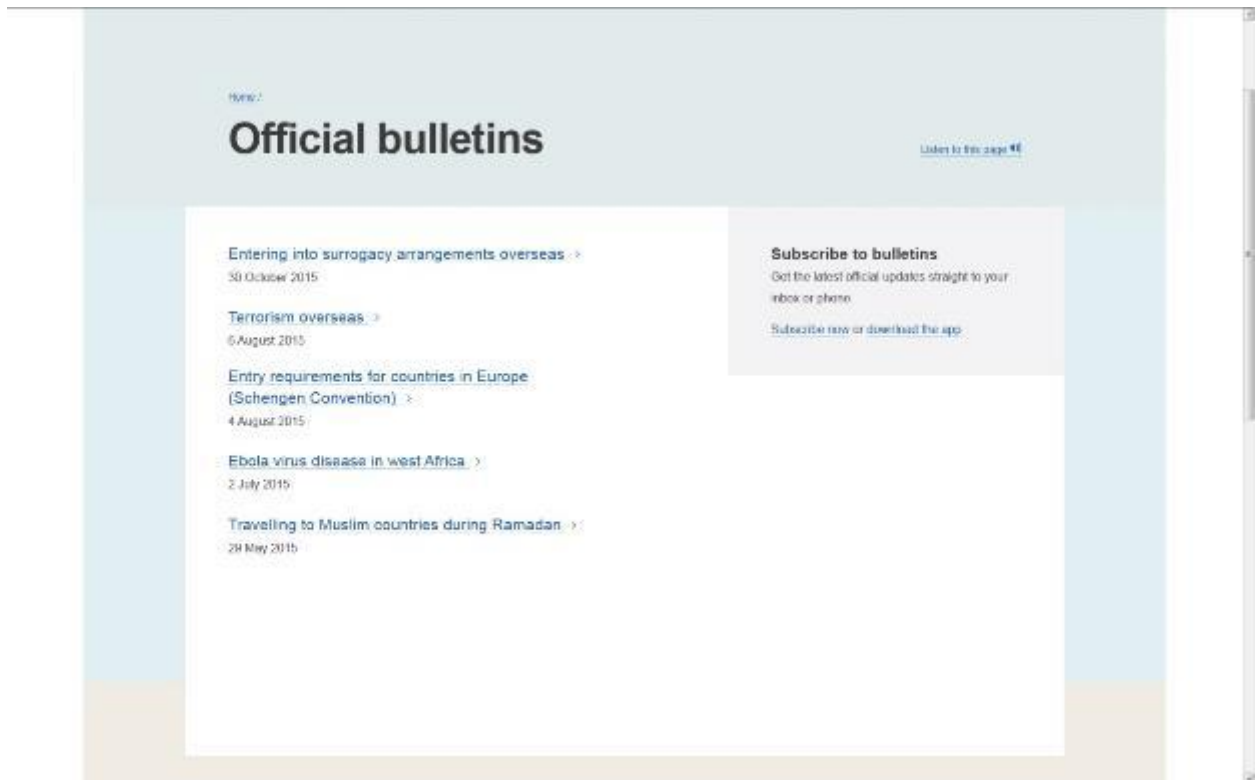 Home /
Official bulletins
Listen to this page
Entering into surrogacy arrangements overseas >
30 October 2015
Terrorism overseas >
6 August 2015
Entry requirements for countries in Europe
(Schengen Convention) >
4 August 2015
Ebola virus disease in west Africa >
2 July 2015
Travelling to Muslim countries during Ramadan >
29 May 2015
Subscribe to bulletins
Get the latest official updates straight to your
inbox or phone
Subscribe now or download the app